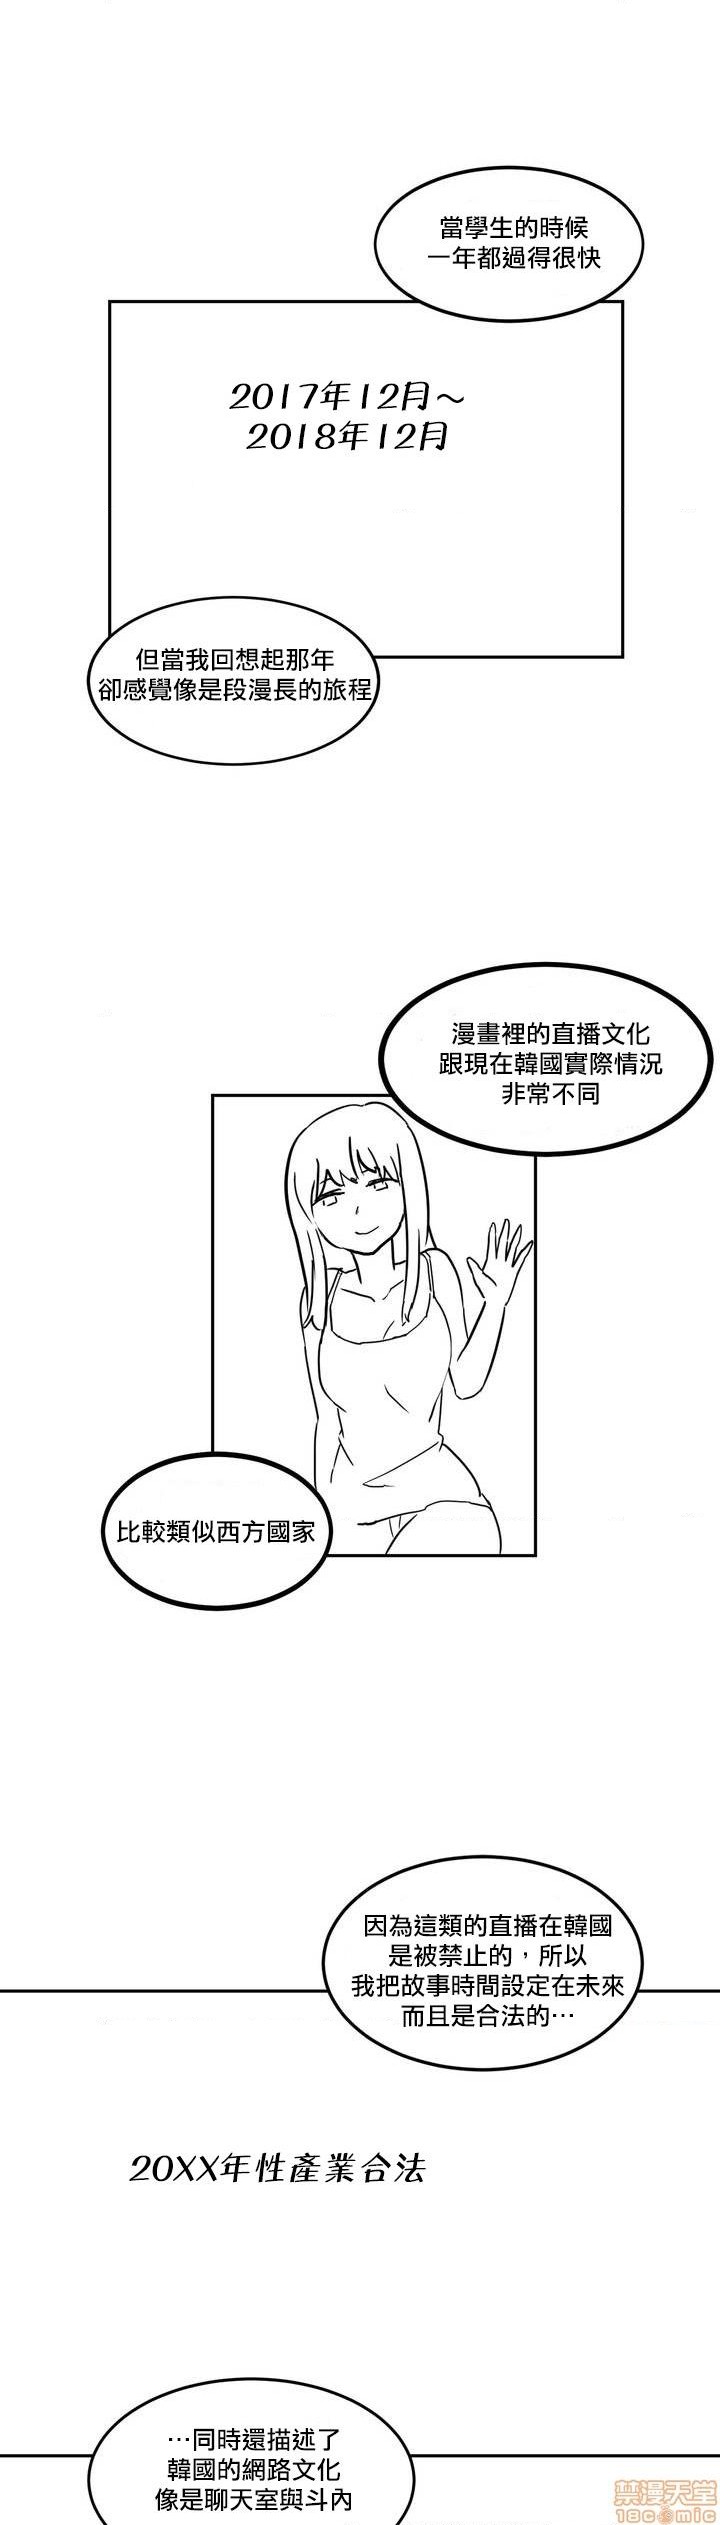 當學生的時候
一年都過得很快
2017年12月～
2018年12月
但當我回想起那年
卻感覺像是段漫長的旅程
漫畫裡的直播文化
跟現在韓國實際情況
非常不同
比較類似西方國家
因為這類的直播在韓國
是被禁止的，所以
我把故事時間設定在未來
而且是合法的…
20XX年性產業合法
…同時還描述了
韓國的網路文化
像是聊天室與斗內
禁漫天堂
18comic